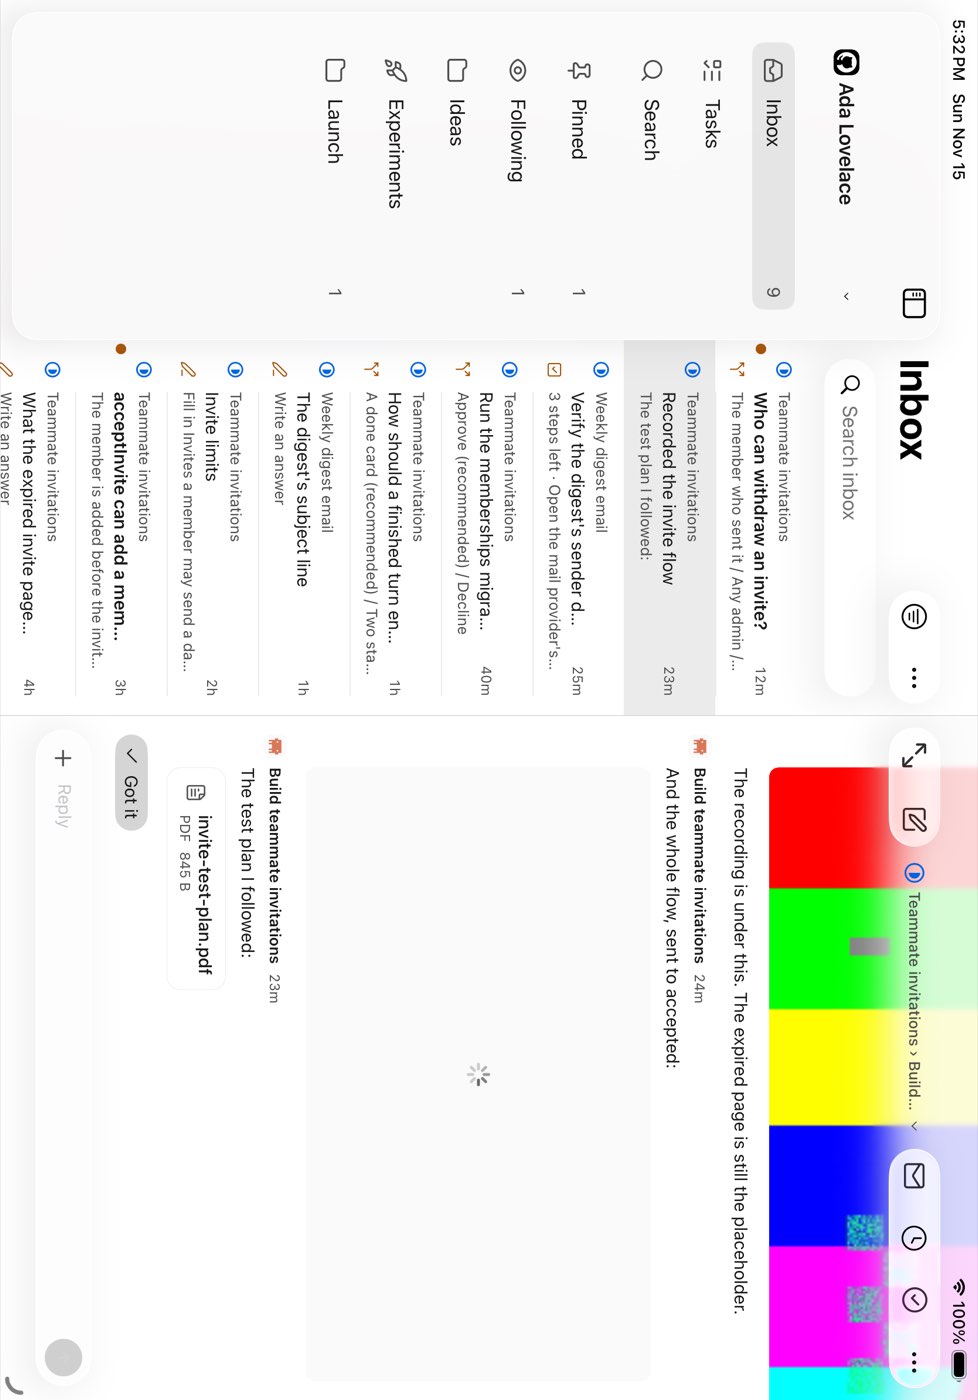 5:32 PM Sun Nov 15
100%
Ada Lovelace
Inbox 9
Tasks
Search
Pinned 1
Following 1
Ideas
Experiments
Launch 1
Inbox
Search inbox
Teammate invitations
Who can withdraw an invite? 12m
The member who sent it / Any admin /...
Teammate invitations
Recorded the invite flow 23m
The test plan I followed:
Weekly digest email
Verify the digest's sender d... 25m
3 steps left · Open the mail provider's...
Teammate invitations
Run the memberships migra... 40m
Approve (recommended) / Decline
Teammate invitations
How should a finished turn en... 1h
A done card (recommended) / Two sta...
Weekly digest email
The digest's subject line 1h
Write an answer
Teammate invitations
Invite limits 2h
Fill in Invites a member may send a da...
Teammate invitations
acceptInvite can add a mem... 3h
The member is added before the invit...
Teammate invitations
What the expired invite page... 4h
Write an answer
Teammate invitations › Build...
The recording is under this. The expired page is still the placeholder.
Build teammate invitations 24m
And the whole flow, sent to accepted:
Build teammate invitations 23m
The test plan I followed:
invite-test-plan.pdf
PDF 845 B
Got it
Reply